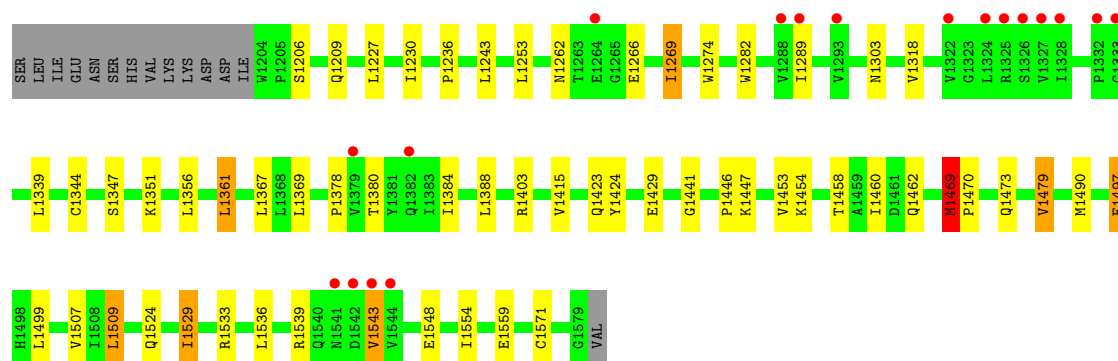 SER LEU ILE GLU ASN SER HIS VAL LYS LYS ASP ASP ILE W1204 P1205 S1206 Q1209 L1227 I1230 P1236 L1243 L1253 N1262 T1263 E1264 G1265 E1266 I1269 W1274 W1282 V1288 I1289 V1293 N1303 V1318 V1322 G1323 L1324 R1325 S1326 V1327 I1328 P1332
L1339 C1344 S1347 K1351 L1356 L1361 L1367 L1368 L1369 P1378 V1379 T1380 Y1381 Q1382 I1383 I1384 L1388 R1403 V1415 Q1423 Y1424 E1429 G1441 P1446 K1447 V1453 K1454 T1458 A1459 I1460 D1461 Q1462 M1469 P1470 Q1473 V1479 M1490
H1498 L1499 V1507 I1508 L1509 Q1524 I1529 R1533 L1536 R1539 Q1540 N1541 D1542 V1543 V1544 E1548 I1554 E1559 C1571 G1579 VAL